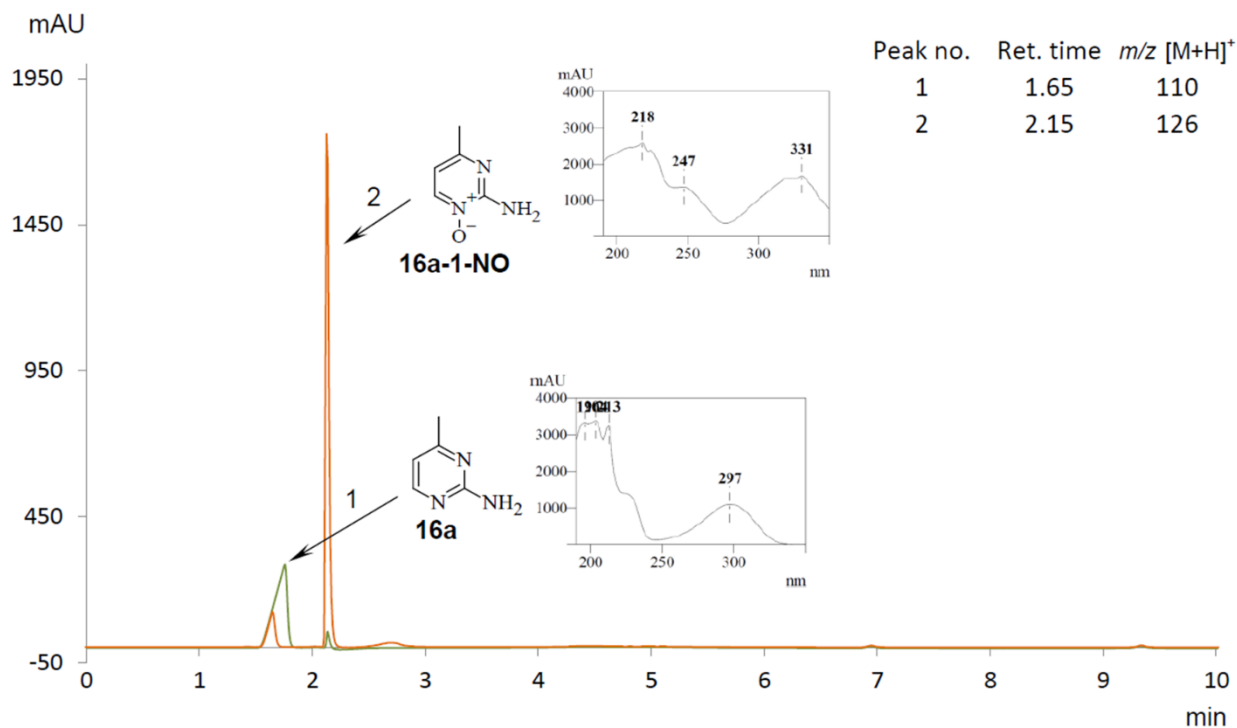 mAU
1950
1450
950
450
-50
0 1 2 3 4 5 6 7 8 9 10
min
Peak no. Ret. time m/z [M+H]+
1 1.65 110
2 2.15 126
2
N
N+
NH2
O−
16a-1-NO
mAU
4000
3000
2000
1000
218
247
331
200 250 300
nm
1
N
N
NH2
16a
mAU
4000
3000
2000
1000
213
297
200 250 300
nm